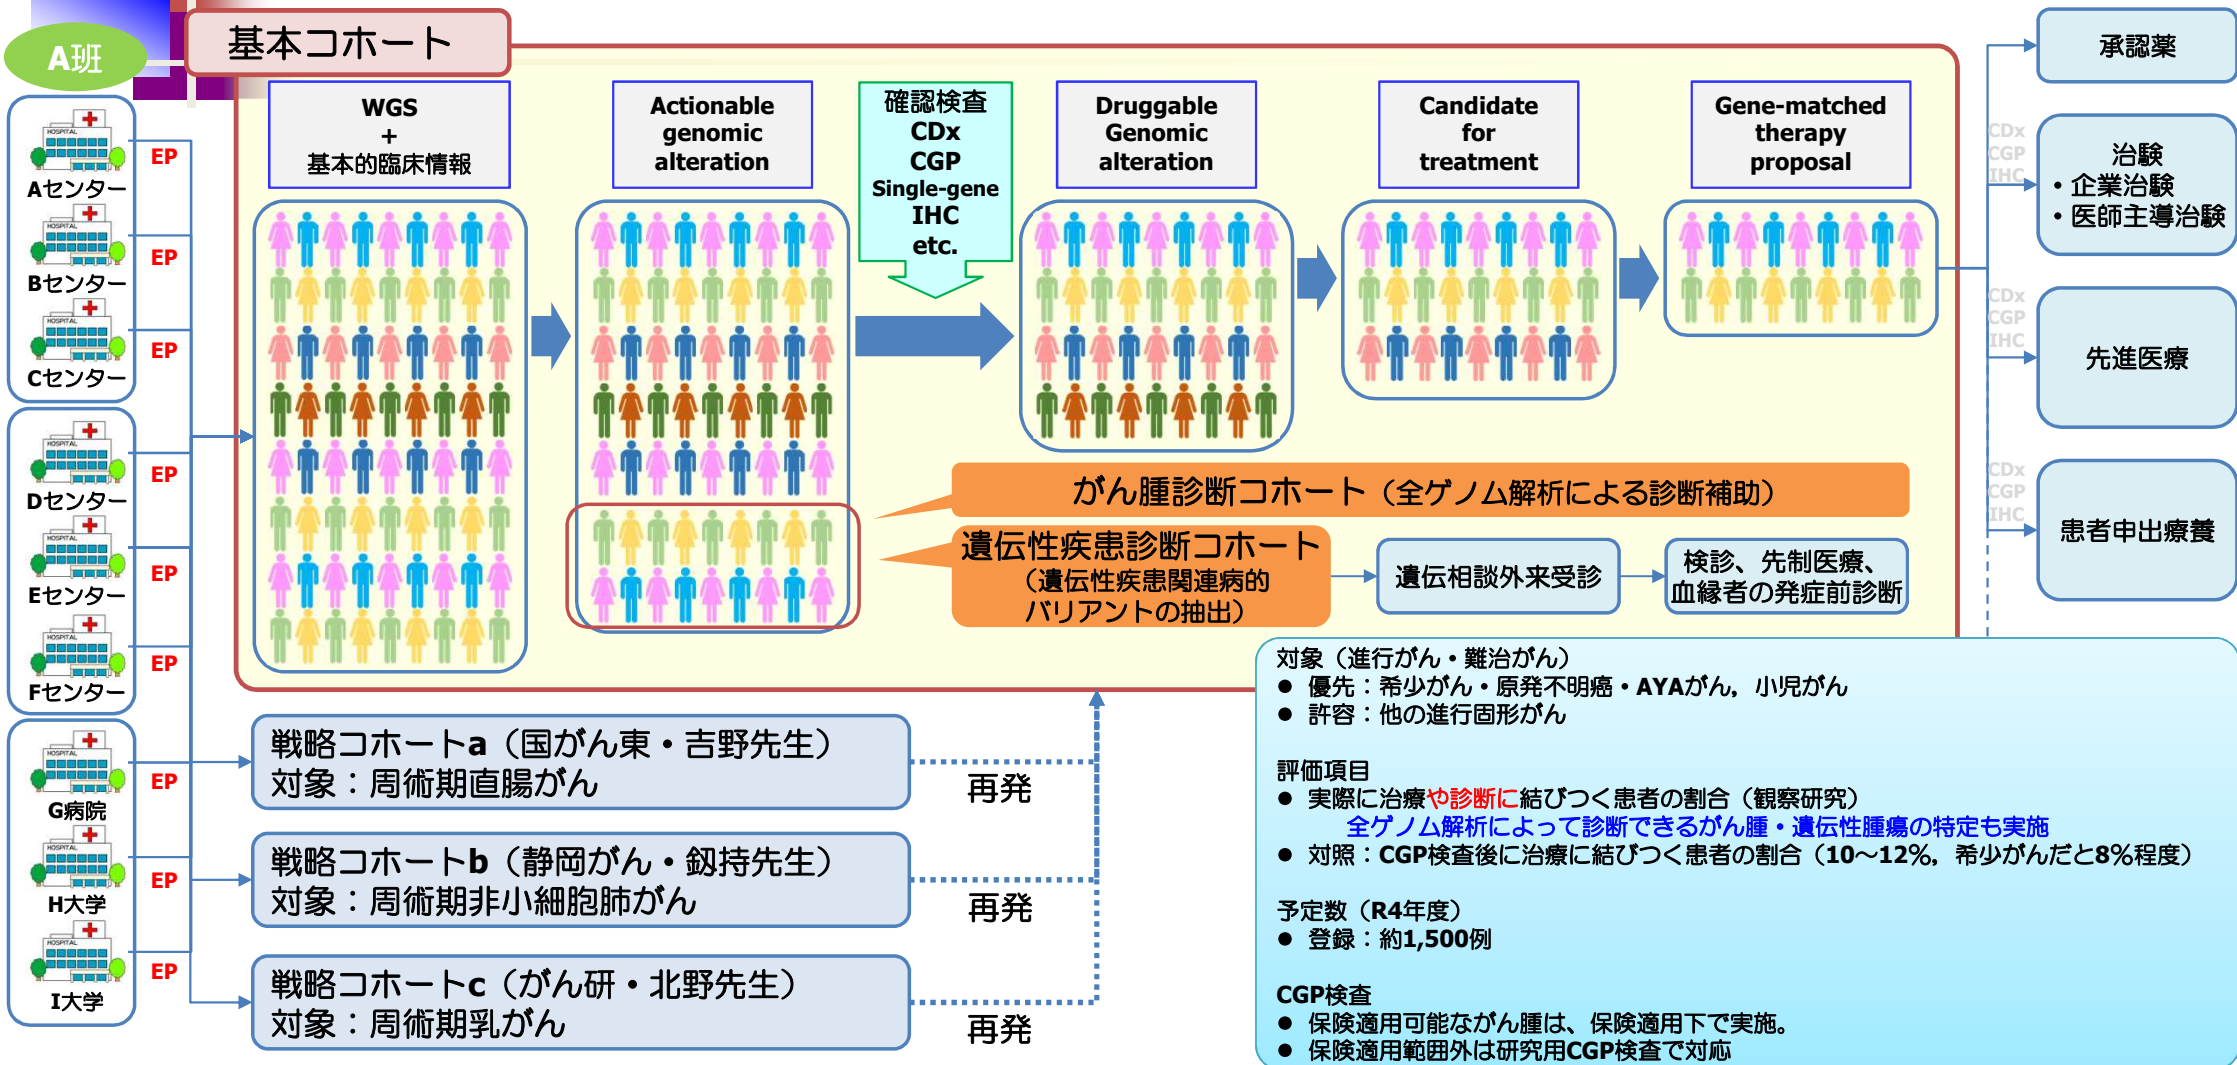 A班
基本コホート
HOSPITAL
Aセンター
EP
HOSPITAL
Bセンター
EP
HOSPITAL
Cセンター
EP
HOSPITAL
Dセンター
EP
HOSPITAL
Eセンター
EP
HOSPITAL
Fセンター
EP
HOSPITAL
G病院
EP
HOSPITAL
H大学
EP
HOSPITAL
I大学
EP
WGS
+
基本的臨床情報
Actionable
genomic
alteration
確認検査
CDx
CGP
Single-gene
IHC
etc.
Druggable
Genomic
alteration
Candidate
for
treatment
Gene-matched
therapy
proposal
がん腫診断コホート（全ゲノム解析による診断補助）
遺伝性疾患診断コホート
（遺伝性疾患関連病的
バリアントの抽出）
遺伝相談外来受診
検診、先制医療、
血縁者の発症前診断
承認薬
CDx
CGP
IHC
治験
・企業治験
・医師主導治験
CDx
CGP
IHC
先進医療
CDx
CGP
IHC
患者申出療養
戦略コホートa（国がん東・吉野先生）
対象：周術期直腸がん
再発
戦略コホートb（静岡がん・釼持先生）
対象：周術期非小細胞肺がん
再発
戦略コホートc（がん研・北野先生）
対象：周術期乳がん
再発
対象（進行がん・難治がん）
● 優先：希少がん・原発不明癌・AYAがん，小児がん
● 許容：他の進行固形がん
評価項目
● 実際に治療や診断に結びつく患者の割合（観察研究）
全ゲノム解析によって診断できるがん腫・遺伝性腫瘍の特定も実施
● 対照：CGP検査後に治療に結びつく患者の割合（10～12%，希少がんだと8%程度）
予定数（R4年度）
● 登録：約1,500例
CGP検査
● 保険適用可能ながん腫は、保険適用下で実施。
● 保険適用範囲外は研究用CGP検査で対応